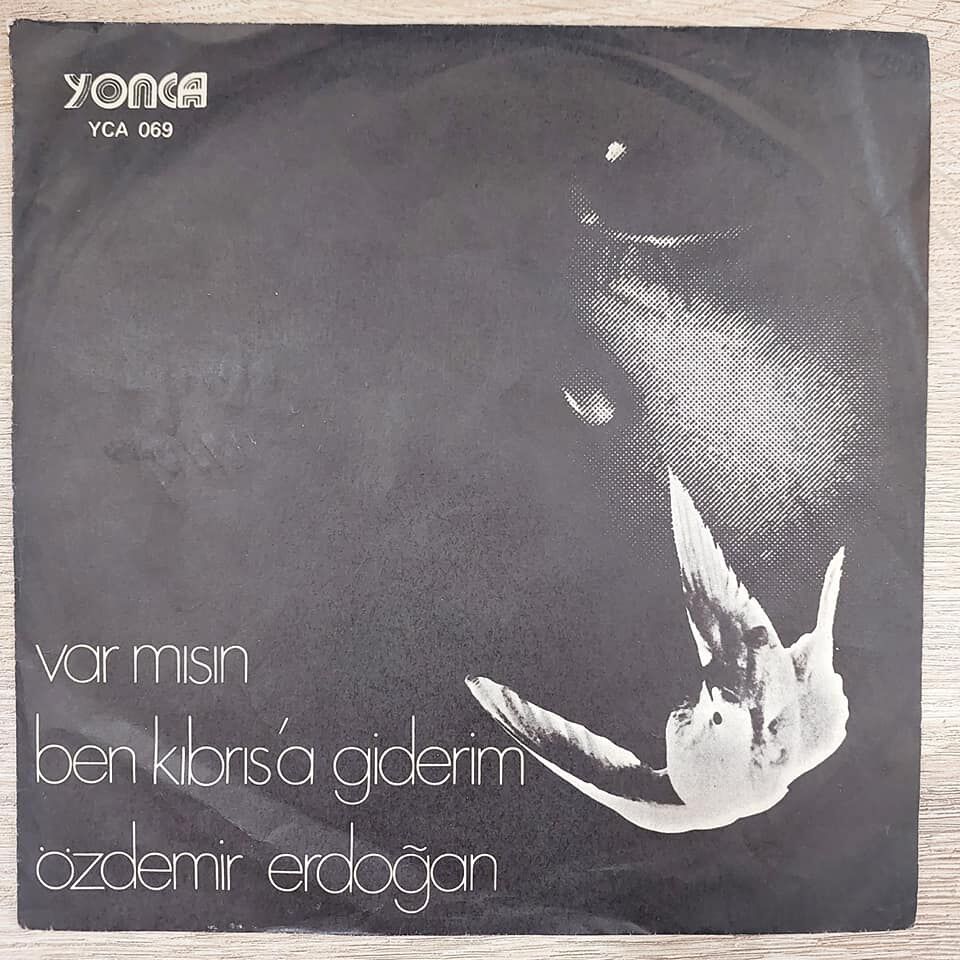 YONCA
YCA 069
var mısın
ben kıbrıs'a giderim
özdemir erdoğan